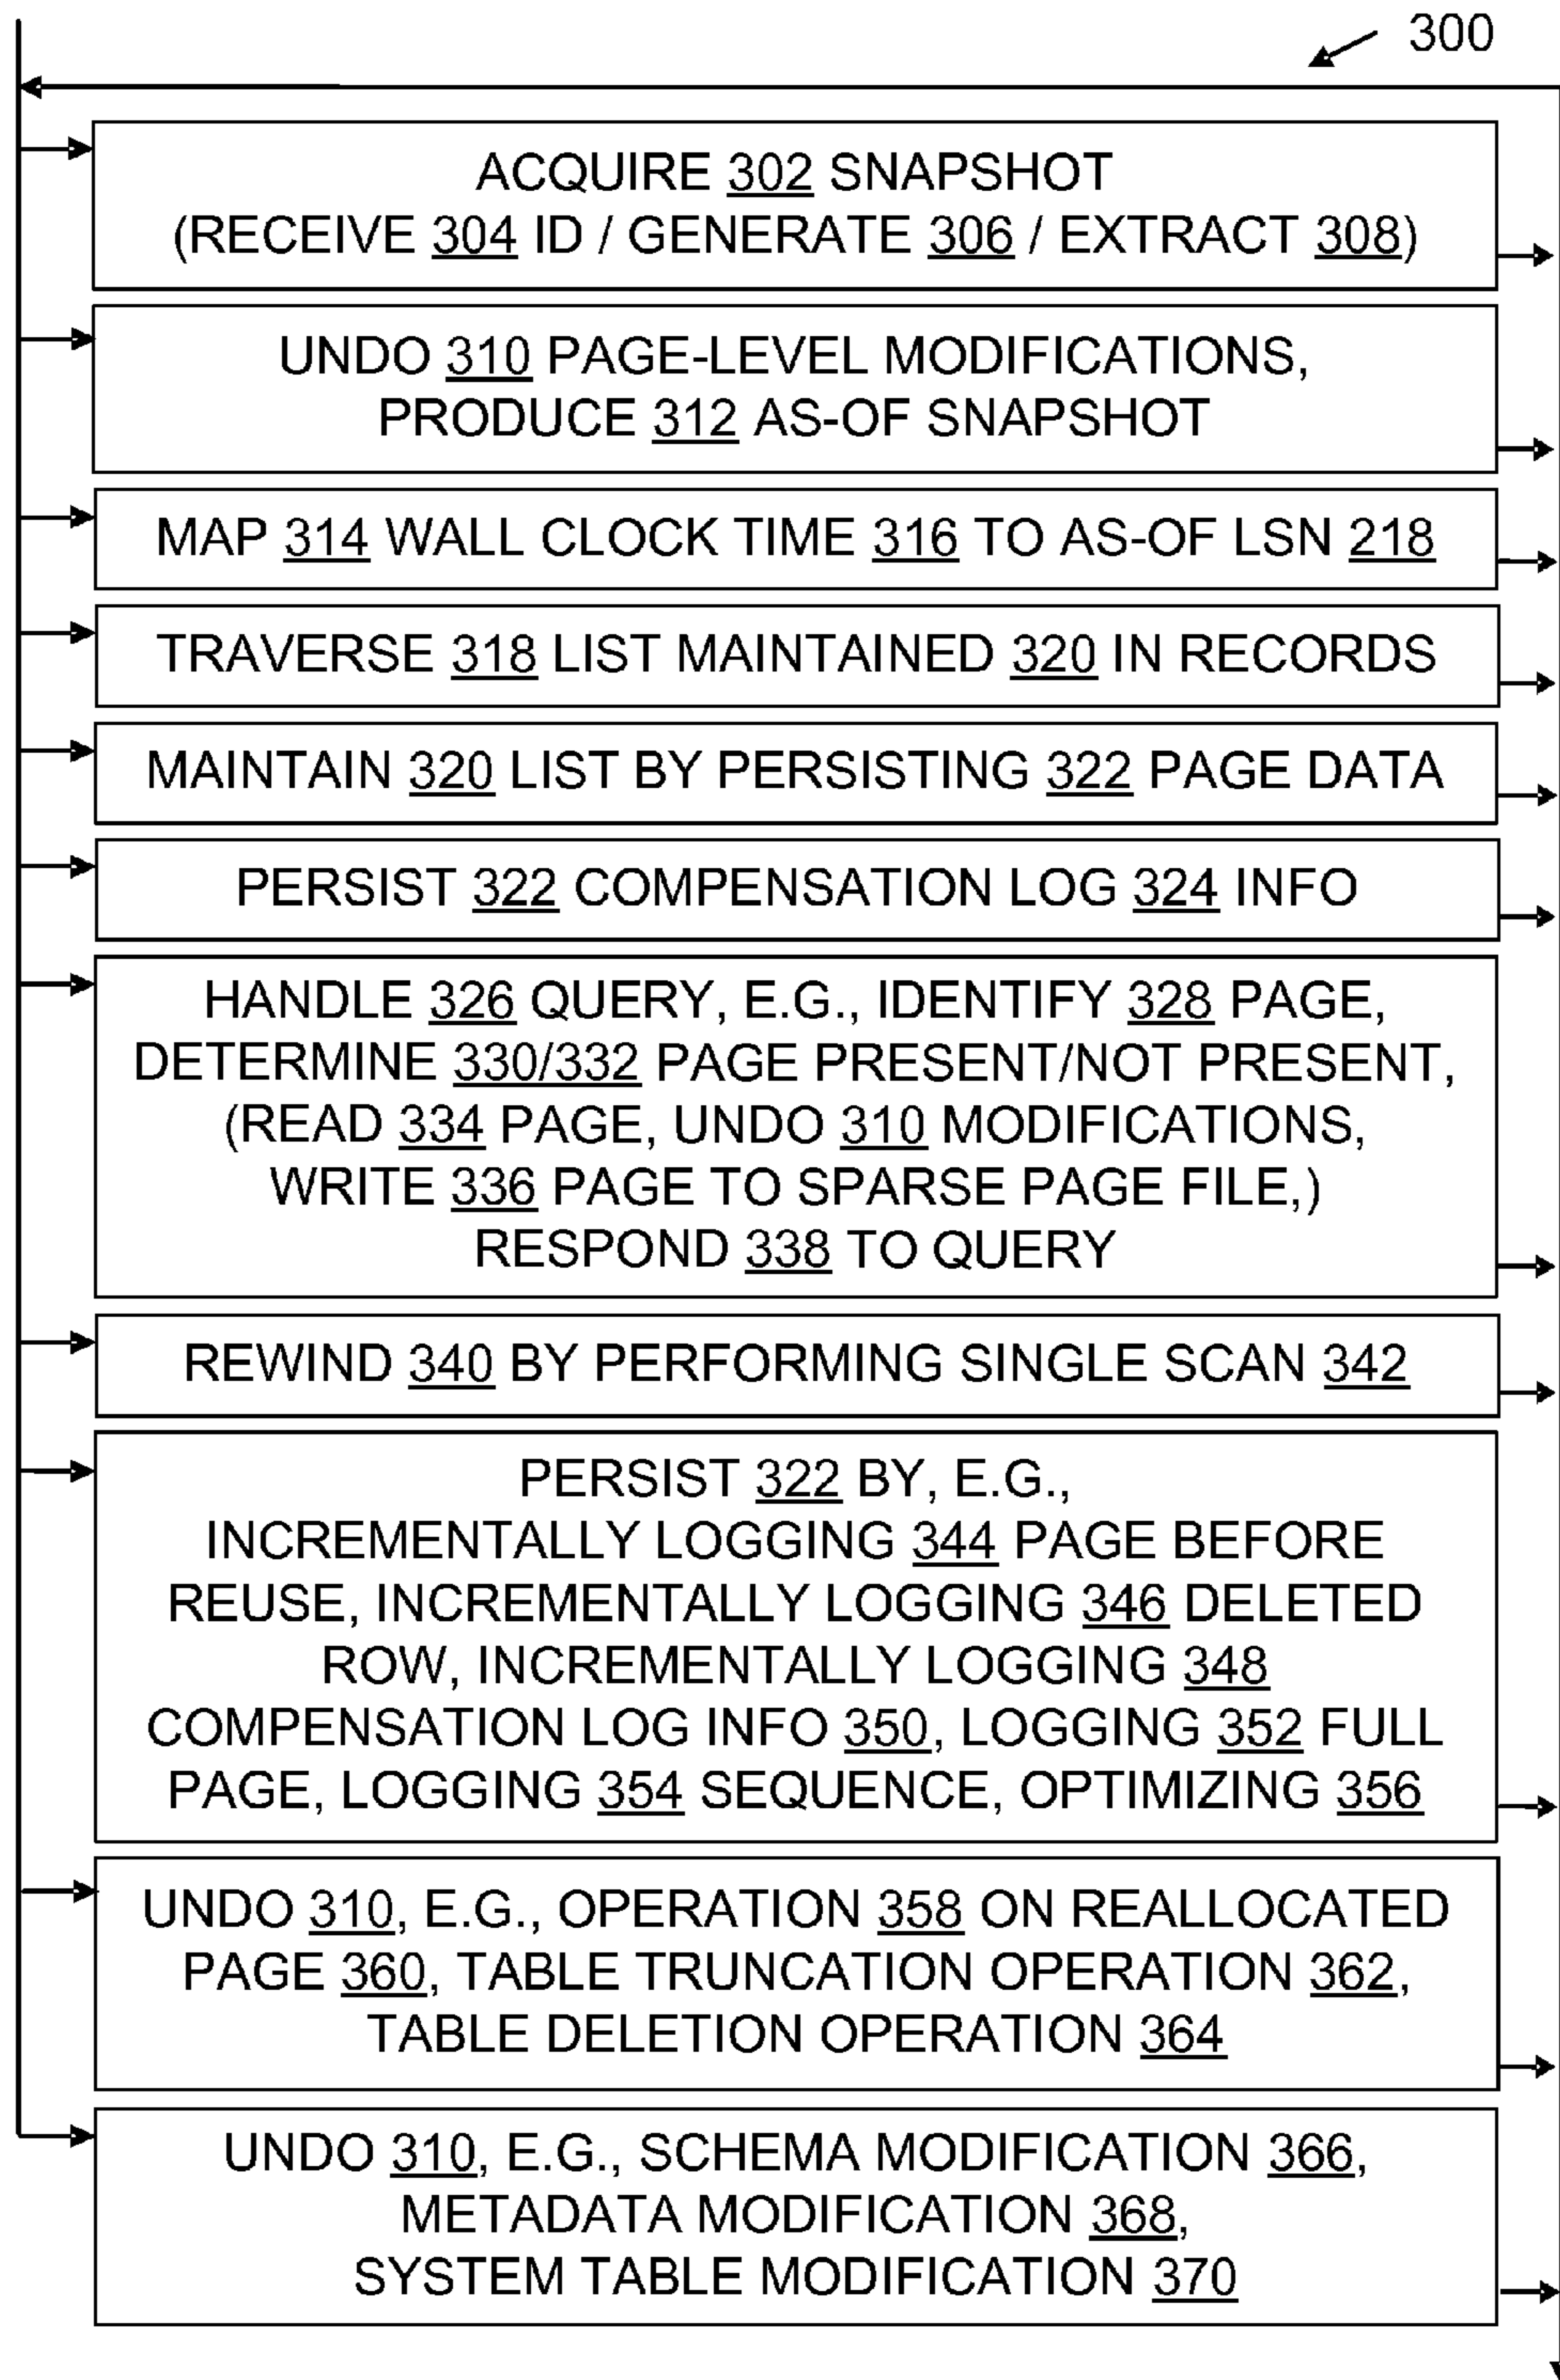 300
ACQUIRE 302 SNAPSHOT
(RECEIVE 304 ID / GENERATE 306 / EXTRACT 308)
UNDO 310 PAGE-LEVEL MODIFICATIONS,
PRODUCE 312 AS-OF SNAPSHOT
MAP 314 WALL CLOCK TIME 316 TO AS-OF LSN 218
TRAVERSE 318 LIST MAINTAINED 320 IN RECORDS
MAINTAIN 320 LIST BY PERSISTING 322 PAGE DATA
PERSIST 322 COMPENSATION LOG 324 INFO
HANDLE 326 QUERY, E.G., IDENTIFY 328 PAGE,
DETERMINE 330/332 PAGE PRESENT/NOT PRESENT,
(READ 334 PAGE, UNDO 310 MODIFICATIONS,
WRITE 336 PAGE TO SPARSE PAGE FILE,)
RESPOND 338 TO QUERY
REWIND 340 BY PERFORMING SINGLE SCAN 342
PERSIST 322 BY, E.G.,
INCREMENTALLY LOGGING 344 PAGE BEFORE
REUSE, INCREMENTALLY LOGGING 346 DELETED
ROW, INCREMENTALLY LOGGING 348
COMPENSATION LOG INFO 350, LOGGING 352 FULL
PAGE, LOGGING 354 SEQUENCE, OPTIMIZING 356
UNDO 310, E.G., OPERATION 358 ON REALLOCATED
PAGE 360, TABLE TRUNCATION OPERATION 362,
TABLE DELETION OPERATION 364
UNDO 310, E.G., SCHEMA MODIFICATION 366,
METADATA MODIFICATION 368,
SYSTEM TABLE MODIFICATION 370